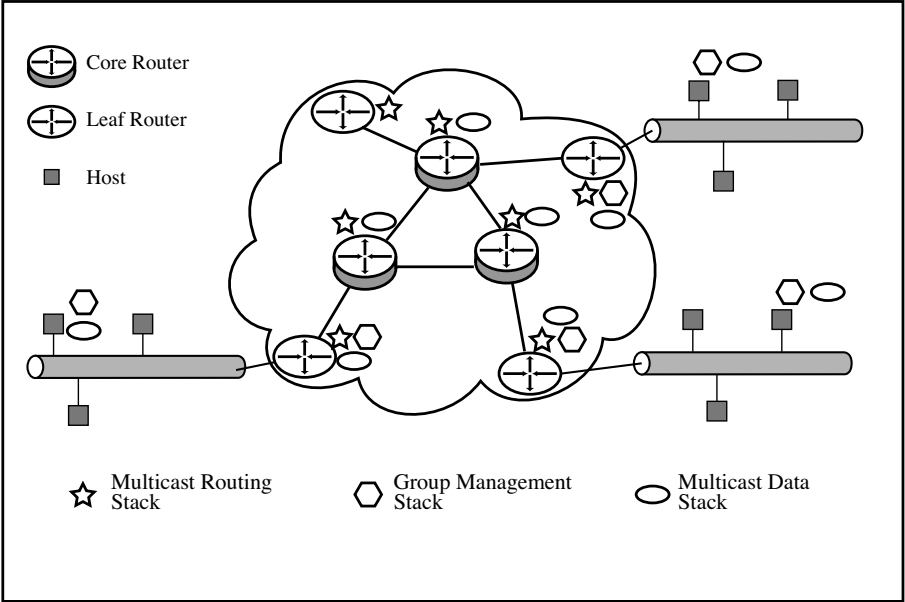 Core Router
Leaf Router
Host
Multicast Routing
Stack
Group Management
Stack
Multicast Data
Stack